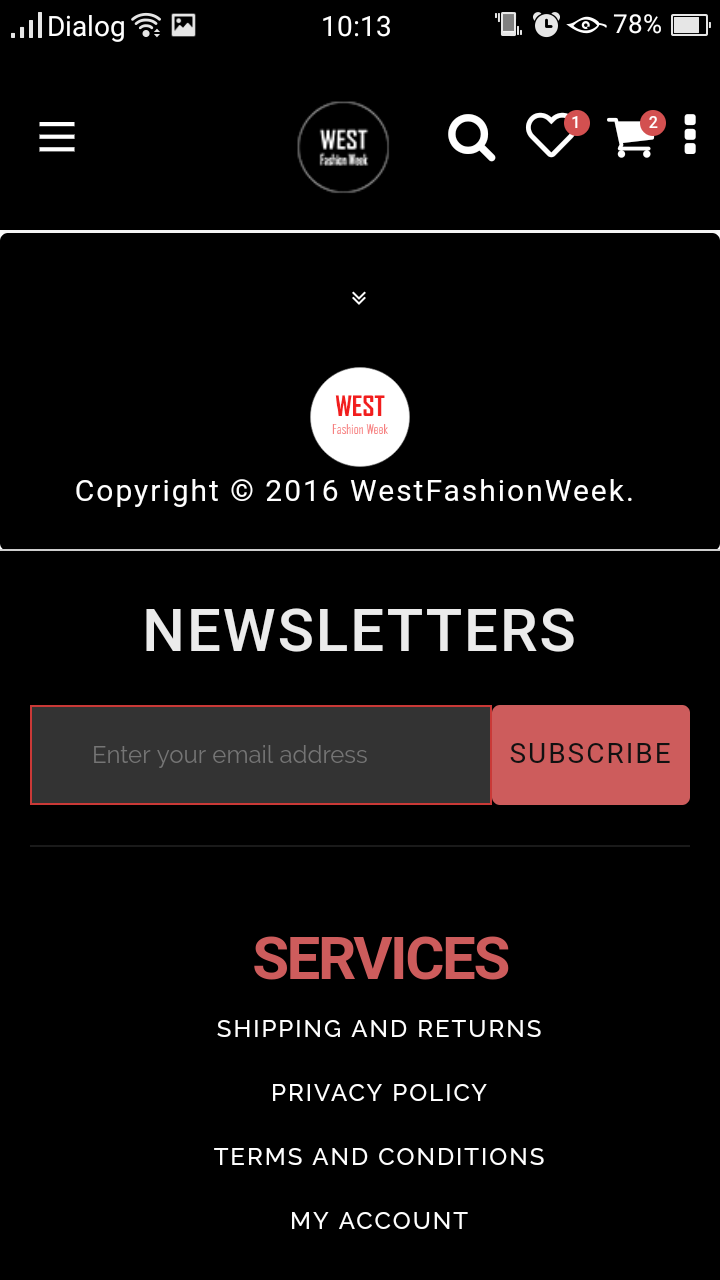 Dialog 10:13 78%
WEST
Fashion Week
1
2
WEST
Fashion Week
Copyright © 2016 WestFashionWeek.
NEWSLETTERS
Enter your email address
SUBSCRIBE
SERVICES
SHIPPING AND RETURNS
PRIVACY POLICY
TERMS AND CONDITIONS
MY ACCOUNT